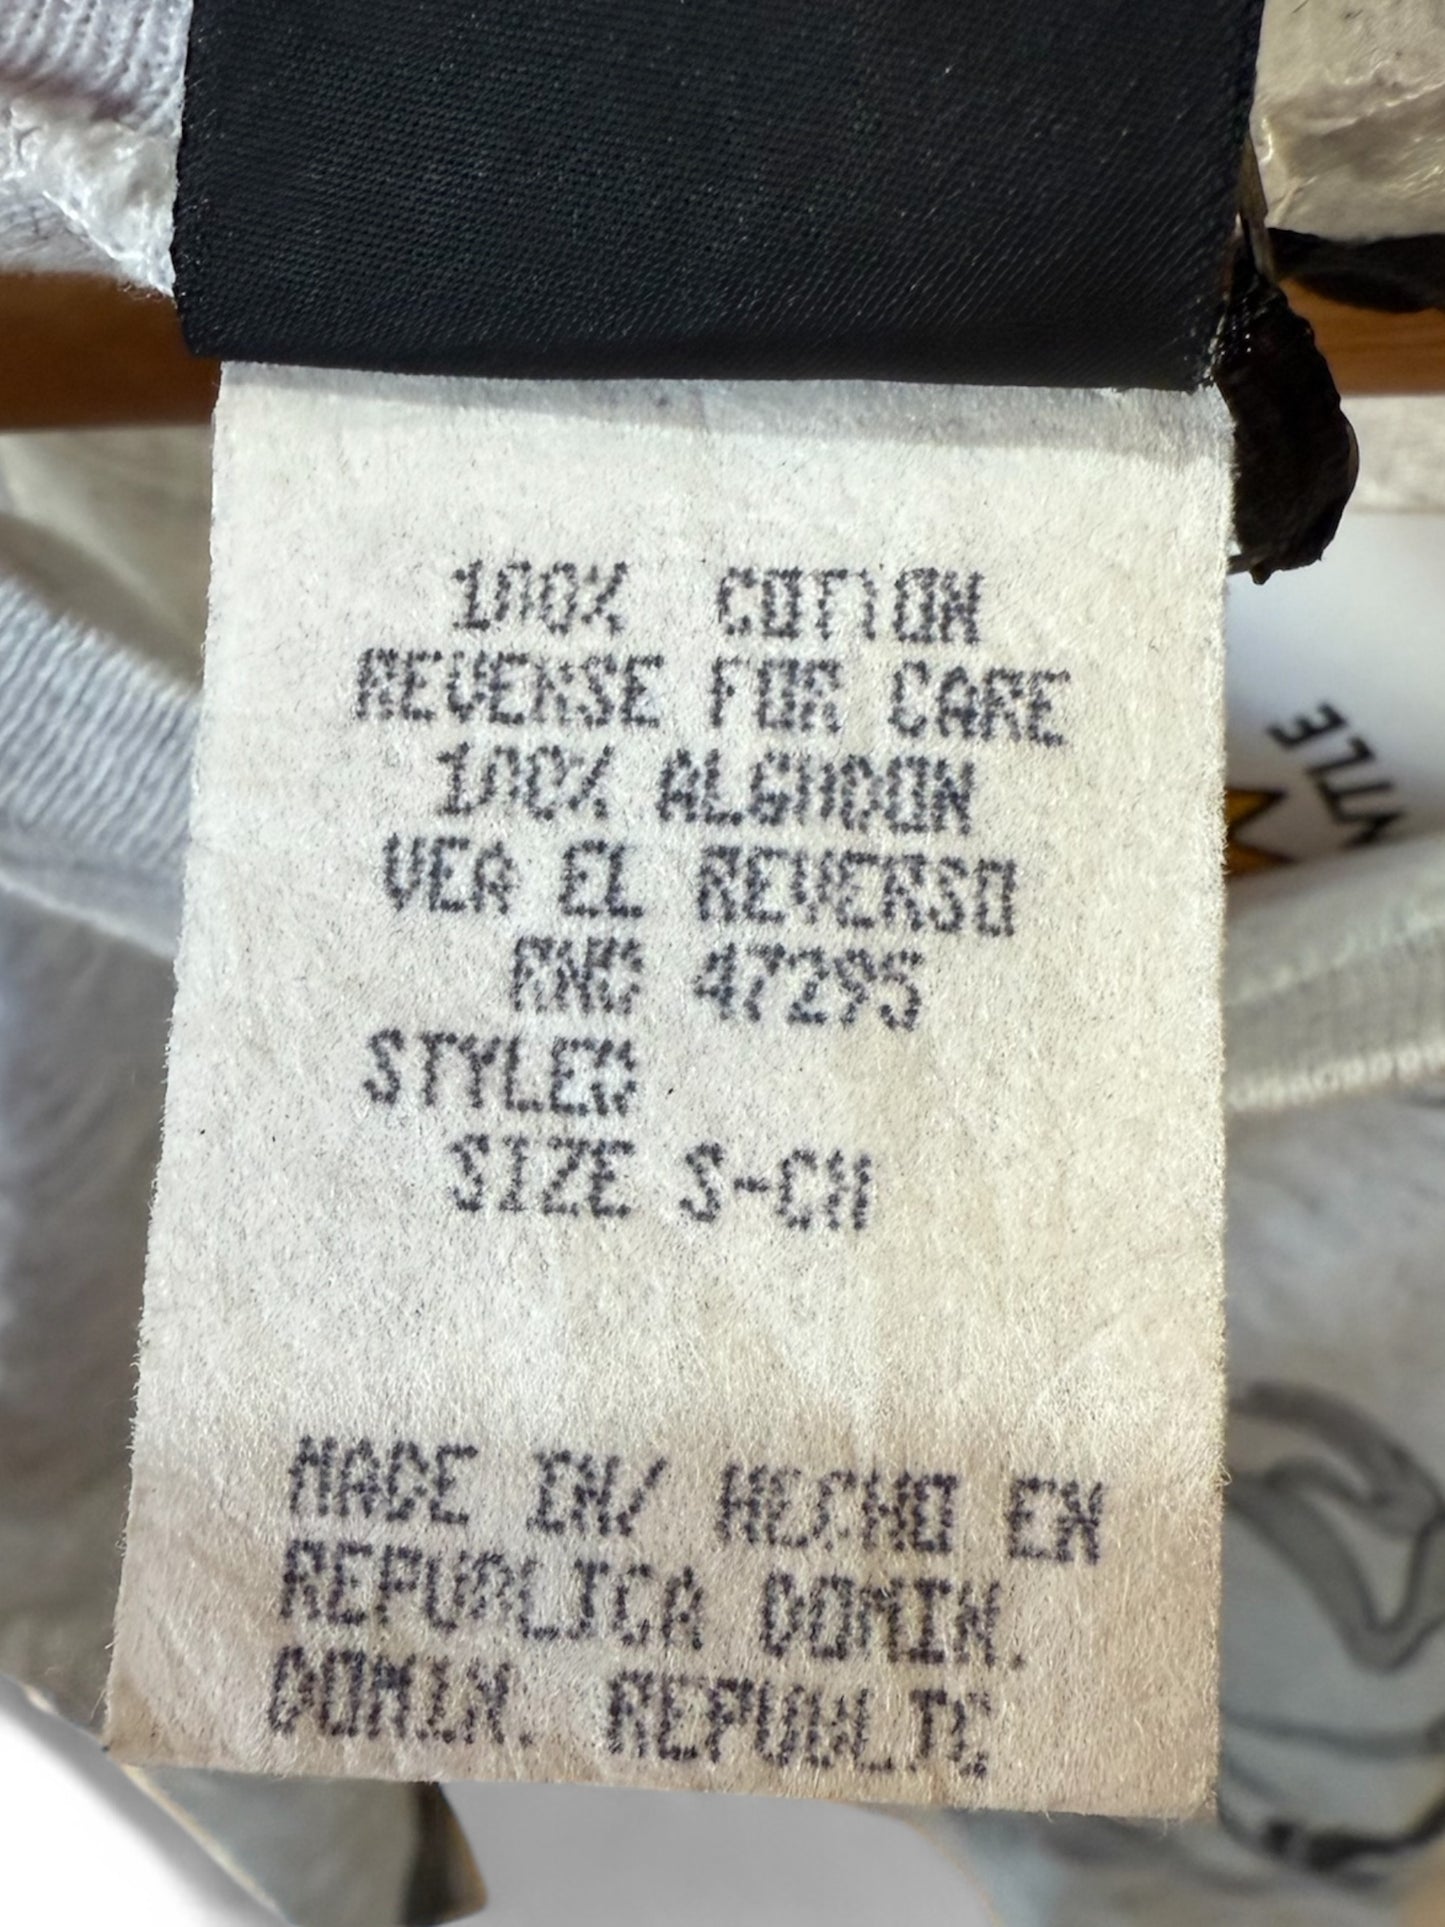 100% COTTON
REVERSE FOR CARE
100% ALGODON
VER EL REVERSO
RN# 47295
STYLE#
SIZE S-CH
MADE IN/ HECHO EN
REPUBLICA DOMIN.
DOMIN. REPUBLIC
NTLE